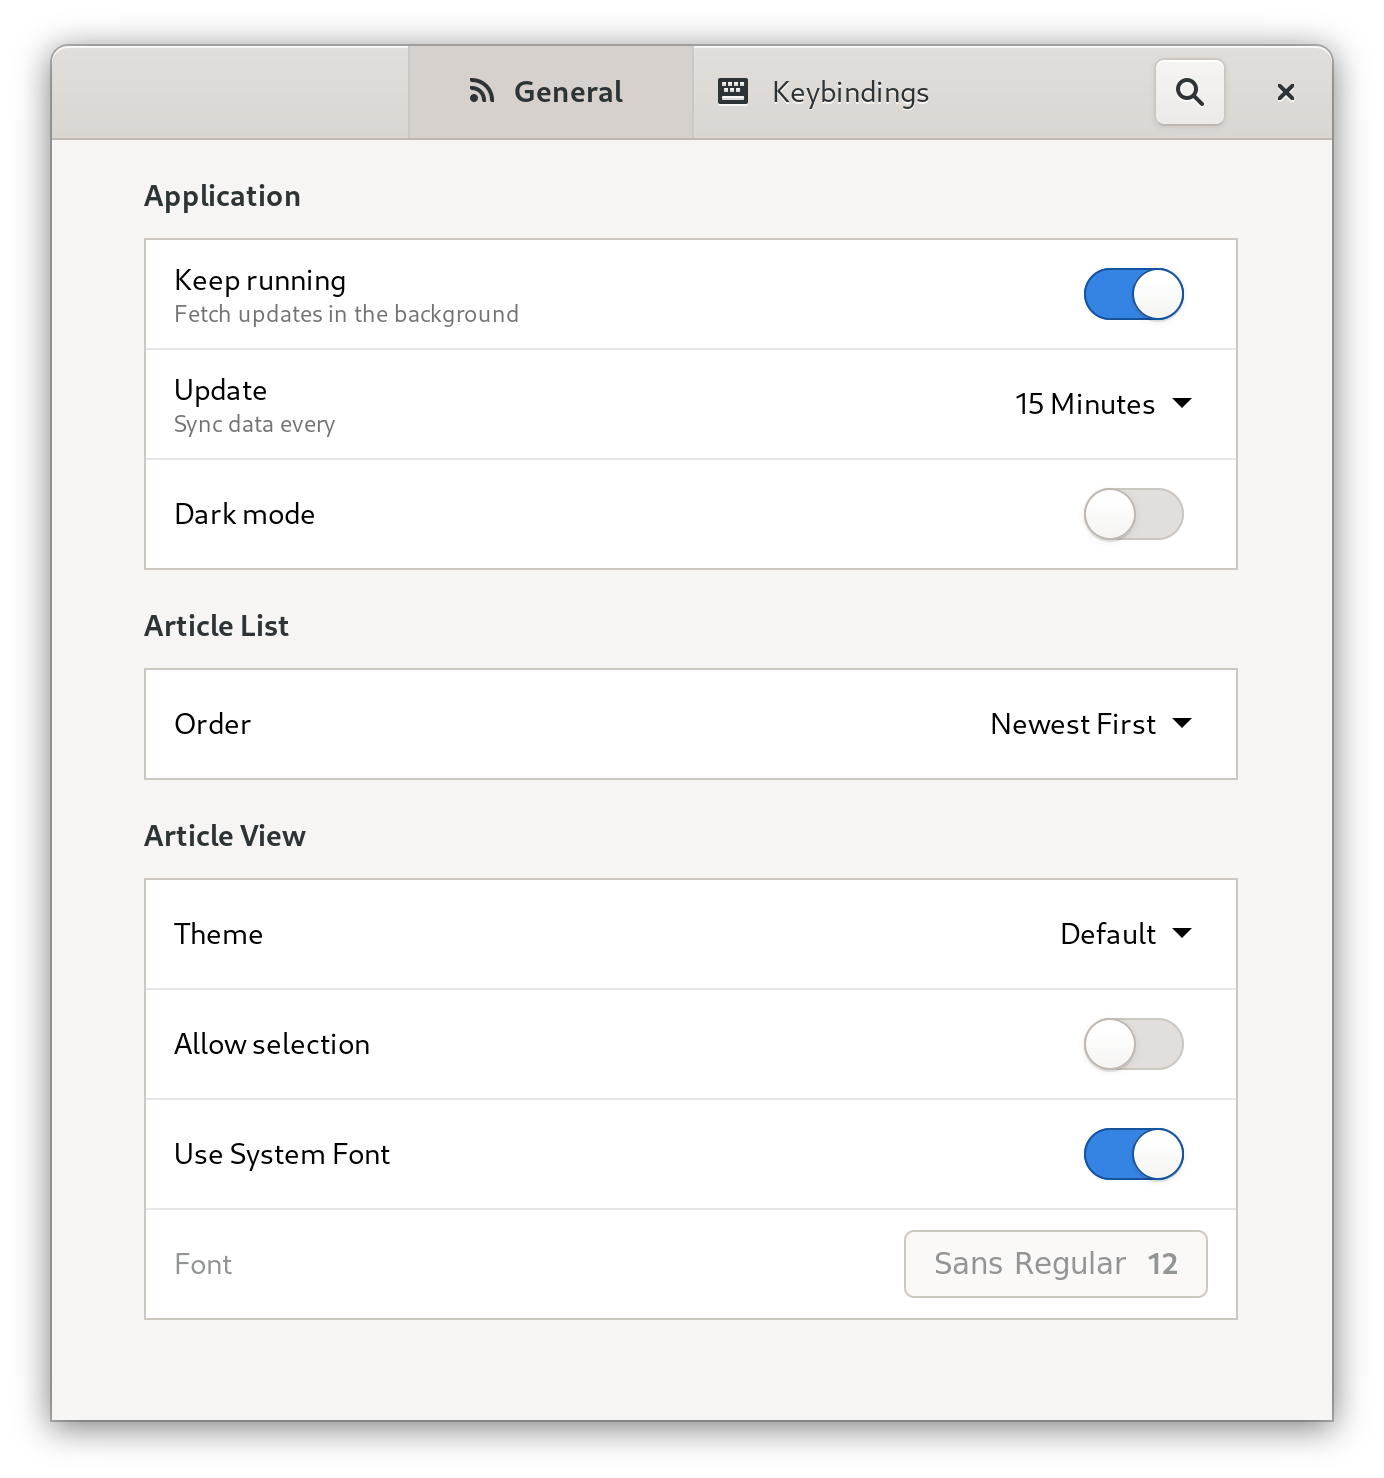 General
Keybindings
Application
Keep running
Fetch updates in the background
Update
Sync data every
15 Minutes
Dark mode
Article List
Order
Newest First
Article View
Theme
Default
Allow selection
Use System Font
Font
Sans Regular 12